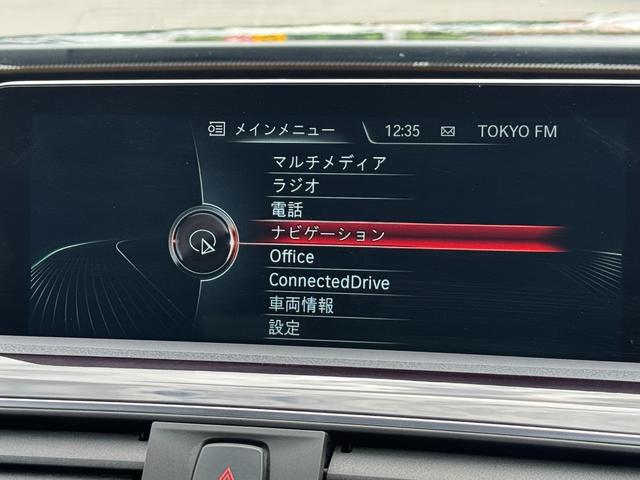 メインメニュー 12:35 TOKYO FM
マルチメディア
ラジオ
電話
ナビゲーション
Office
ConnectedDrive
車両情報
設定